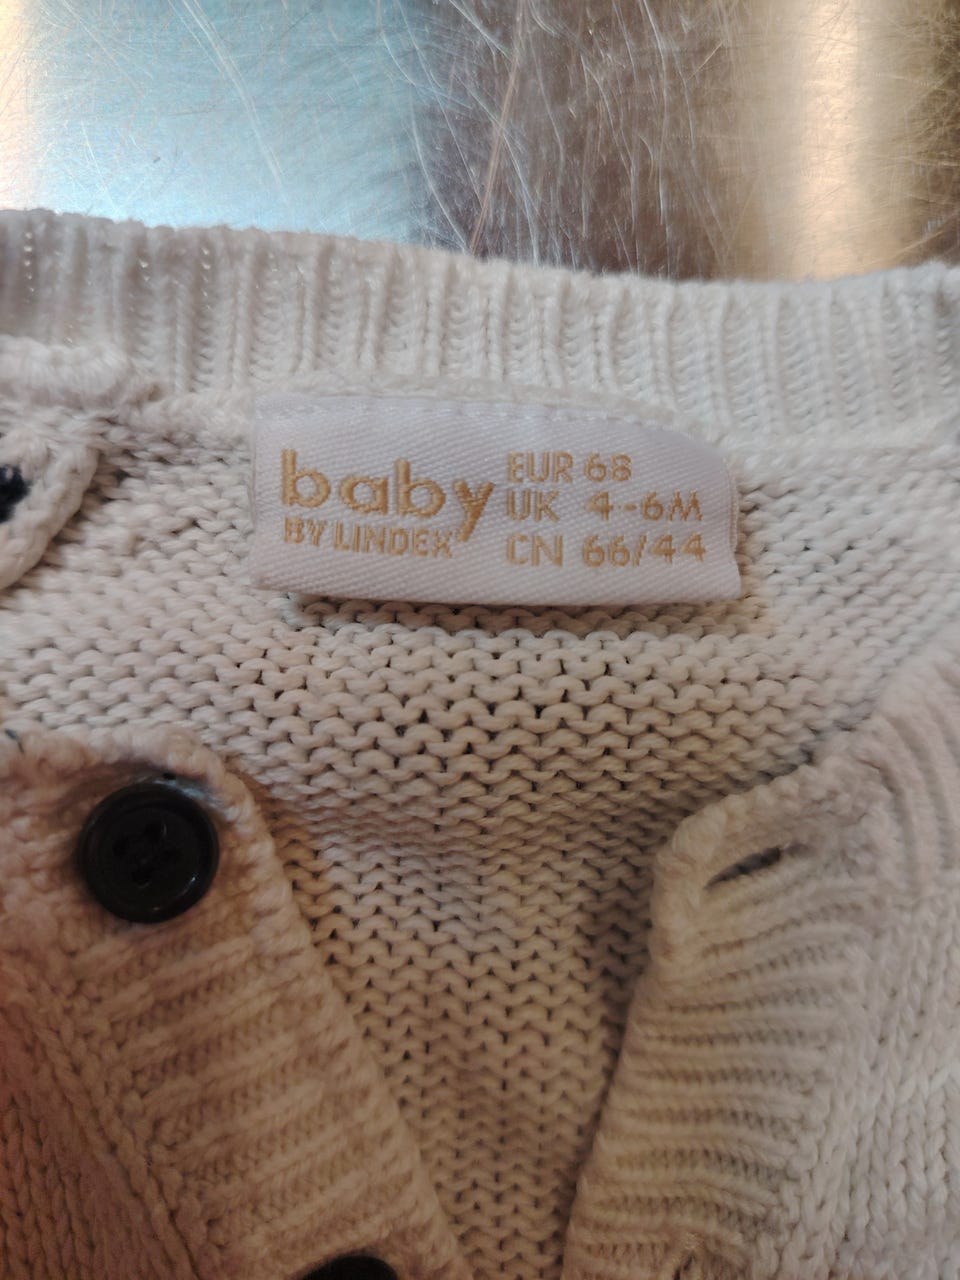 baby
BY LINDEX
EUR 68
UK 4-6M
CN 66/44